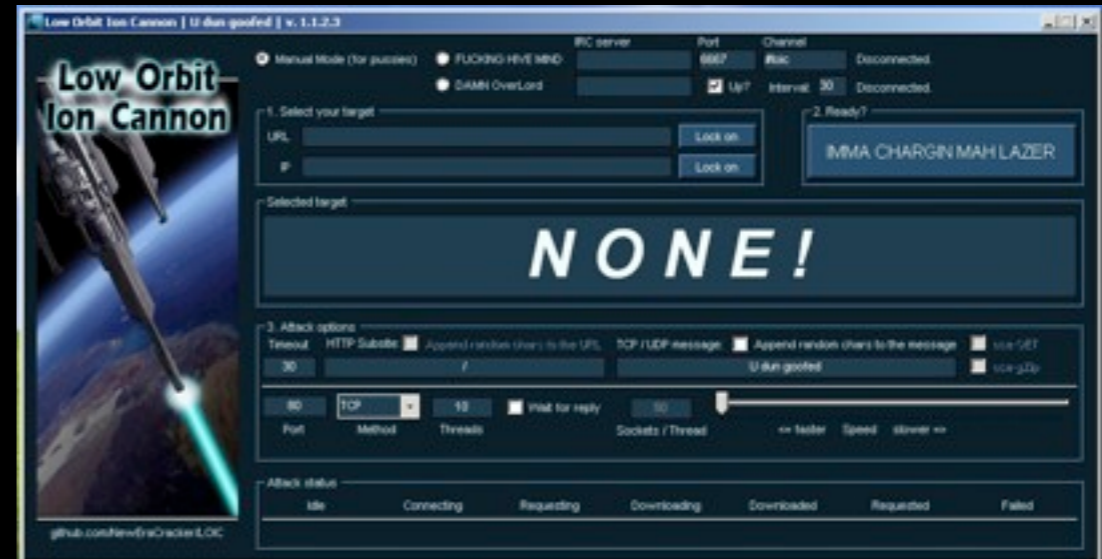 Low Orbit Ion Cannon | U dun goofed | v. 1.1.2.3
Low Orbit
Ion Cannon
Manual Mode (for pussies) FUCKING HIVE MIND IRC server Port Channel
6667 #loic Disconnected.
DAMN OverLord Up? Interval 30 Disconnected.
1. Select your target
URL Lock on
IP Lock on
2. Ready?
IMMA CHARGIN MAH LAZER
Selected target
NONE!
3. Attack options
Timeout HTTP Subsite Append random chars to the URL TCP / UDP message Append random chars to the message
30 / U dun goofed
80 TCP 10 Wait for reply 50
Port Method Threads Sockets / Thread <= faster Speed slower =>
Attack status
Idle Connecting Requesting Downloading Downloaded Requested Failed
github.com/NewEraCracker/LOIC